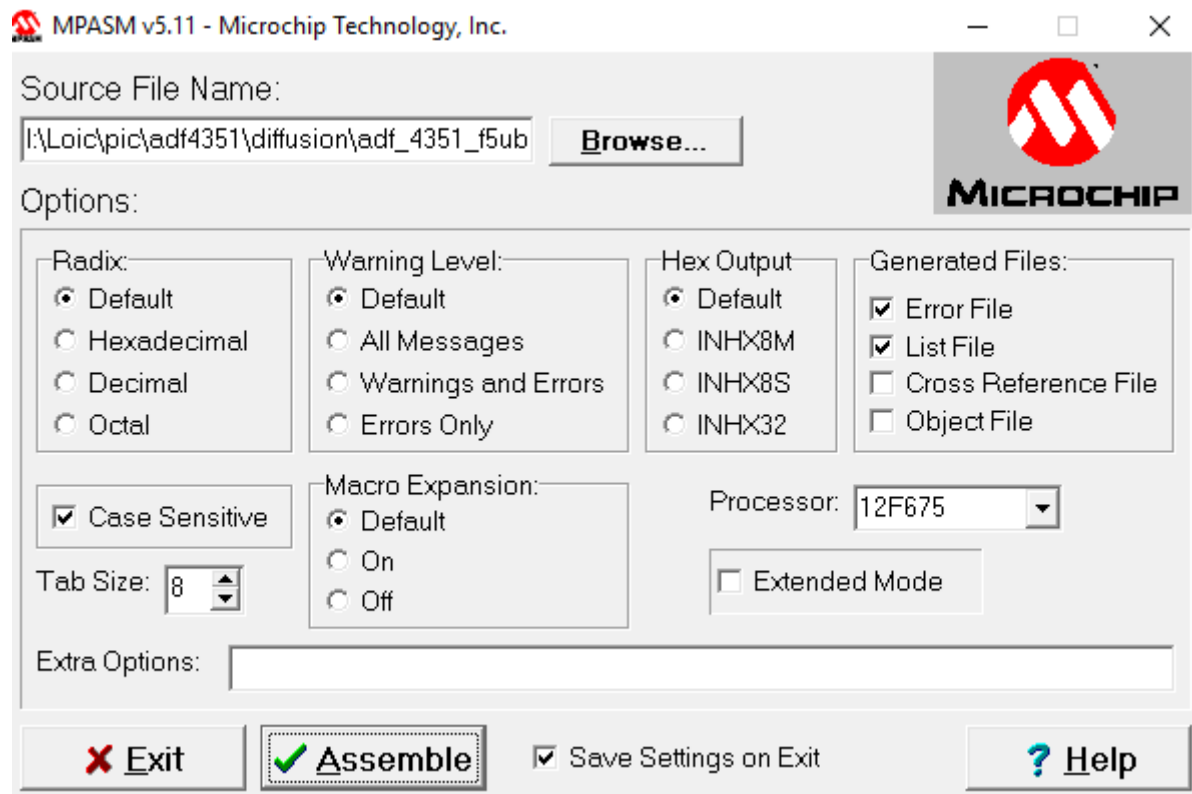 MPASM v5.11 - Microchip Technology, Inc.
Source File Name:
I:\Loic\pic\adf4351\diffusion\adf_4351_f5ub
Browse...
MICROCHIP
Options:
Radix:
Default
Hexadecimal
Decimal
Octal
Warning Level:
Default
All Messages
Warnings and Errors
Errors Only
Hex Output
Default
INHX8M
INHX8S
INHX32
Generated Files:
Error File
List File
Cross Reference File
Object File
Case Sensitive
Tab Size: 8
Macro Expansion:
Default
On
Off
Processor: 12F675
Extended Mode
Extra Options:
Exit
Assemble
Save Settings on Exit
? Help